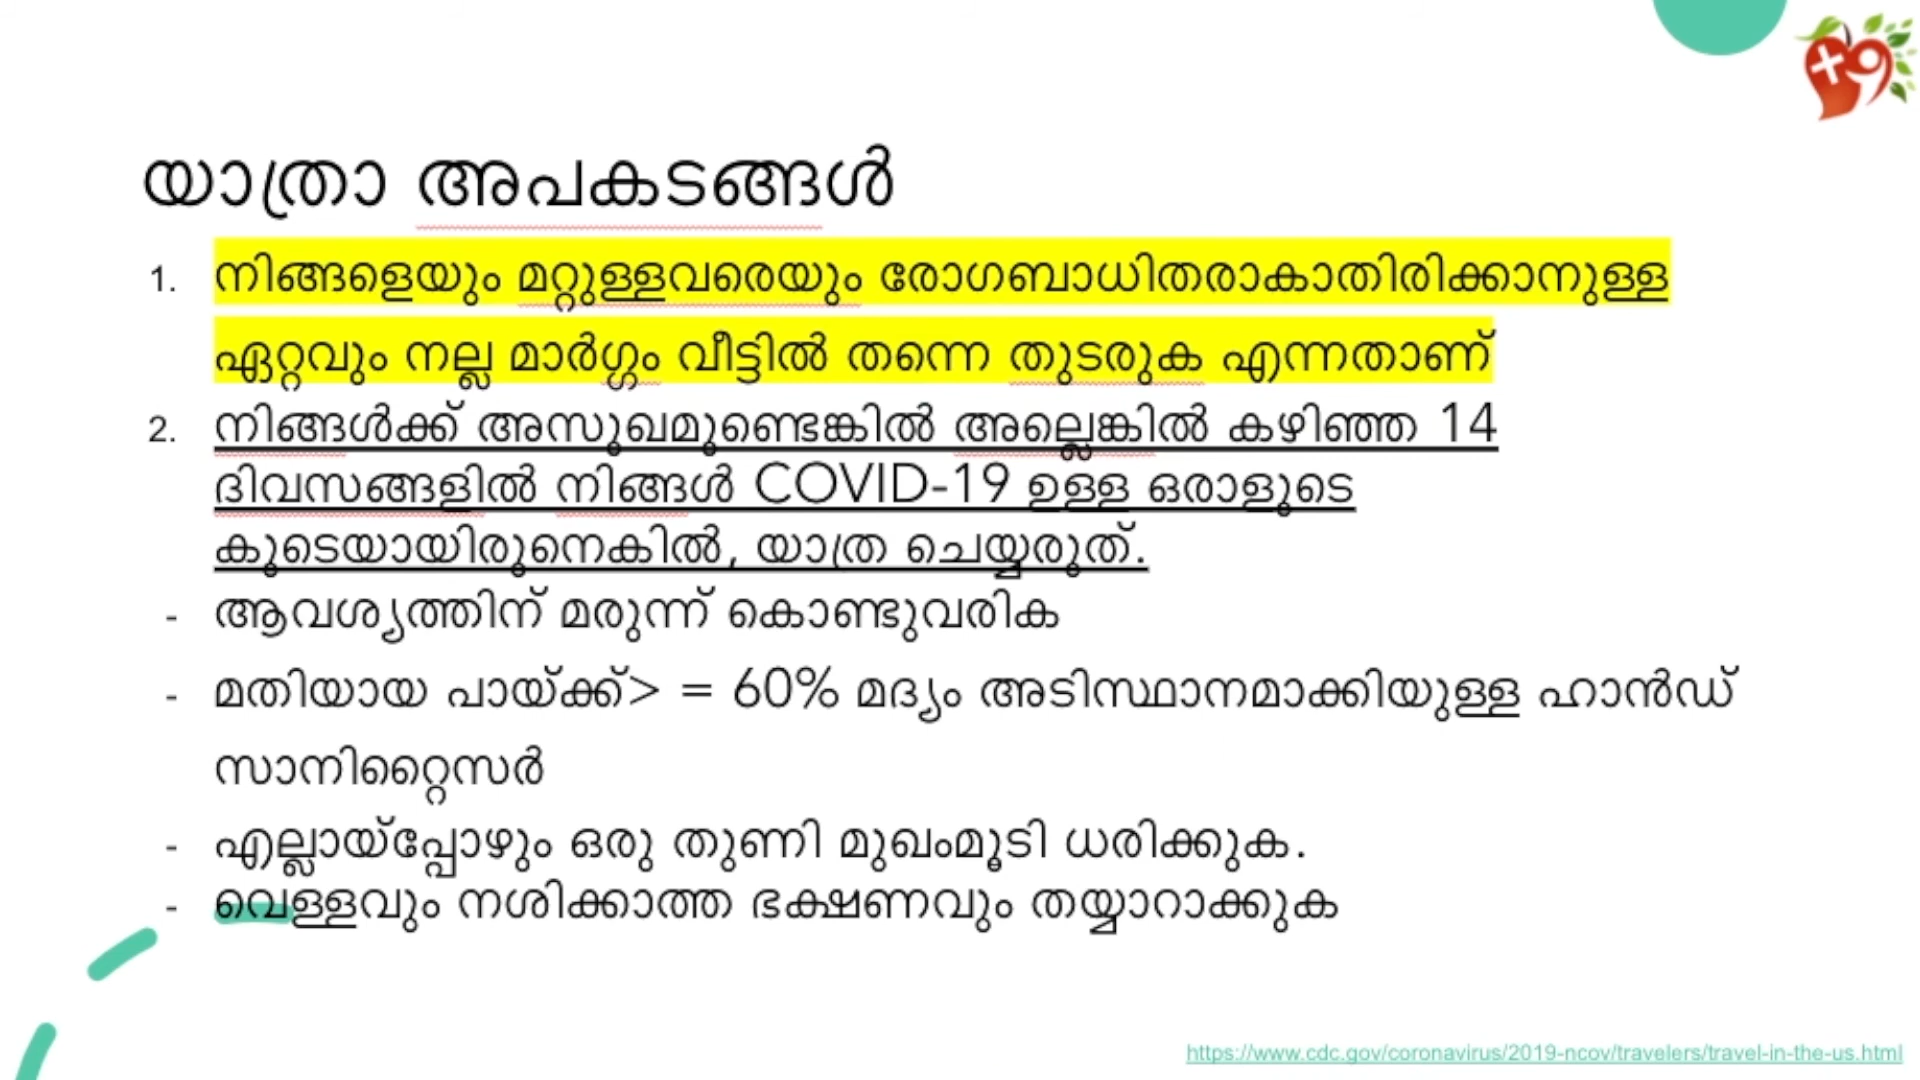 യാത്രാ അപകടങ്ങൾ
1. നിങ്ങളെയും മറ്റുള്ളവരെയും രോഗബാധിതരാകാതിരിക്കാനുള്ള
ഏറ്റവും നല്ല മാർഗ്ഗം വീട്ടിൽ തന്നെ തുടരുക എന്നതാണ്
2. നിങ്ങൾക്ക് അസുഖമുണ്ടെങ്കിൽ അല്ലെങ്കിൽ കഴിഞ്ഞ 14
ദിവസങ്ങളിൽ നിങ്ങൾ COVID-19 ഉള്ള ഒരാളുടെ
കുടെയായിരുനെകിൽ, യാത്ര ചെയ്യരുത്.
- ആവശ്യത്തിന് മരുന്ന് കൊണ്ടുവരിക
- മതിയായ പായ്ക്ക്> = 60% മദ്യം അടിസ്ഥാനമാക്കിയുള്ള ഹാൻഡ്
സാനിറ്റൈസർ
- എല്ലായ്പ്പോഴും ഒരു തുണി മുഖംമൂടി ധരിക്കുക.
- വെള്ളവും നശിക്കാത്ത ഭക്ഷണവും തയ്യാറാക്കുക
https://www.cdc.gov/coronavirus/2019-ncov/travelers/travel-in-the-us.html